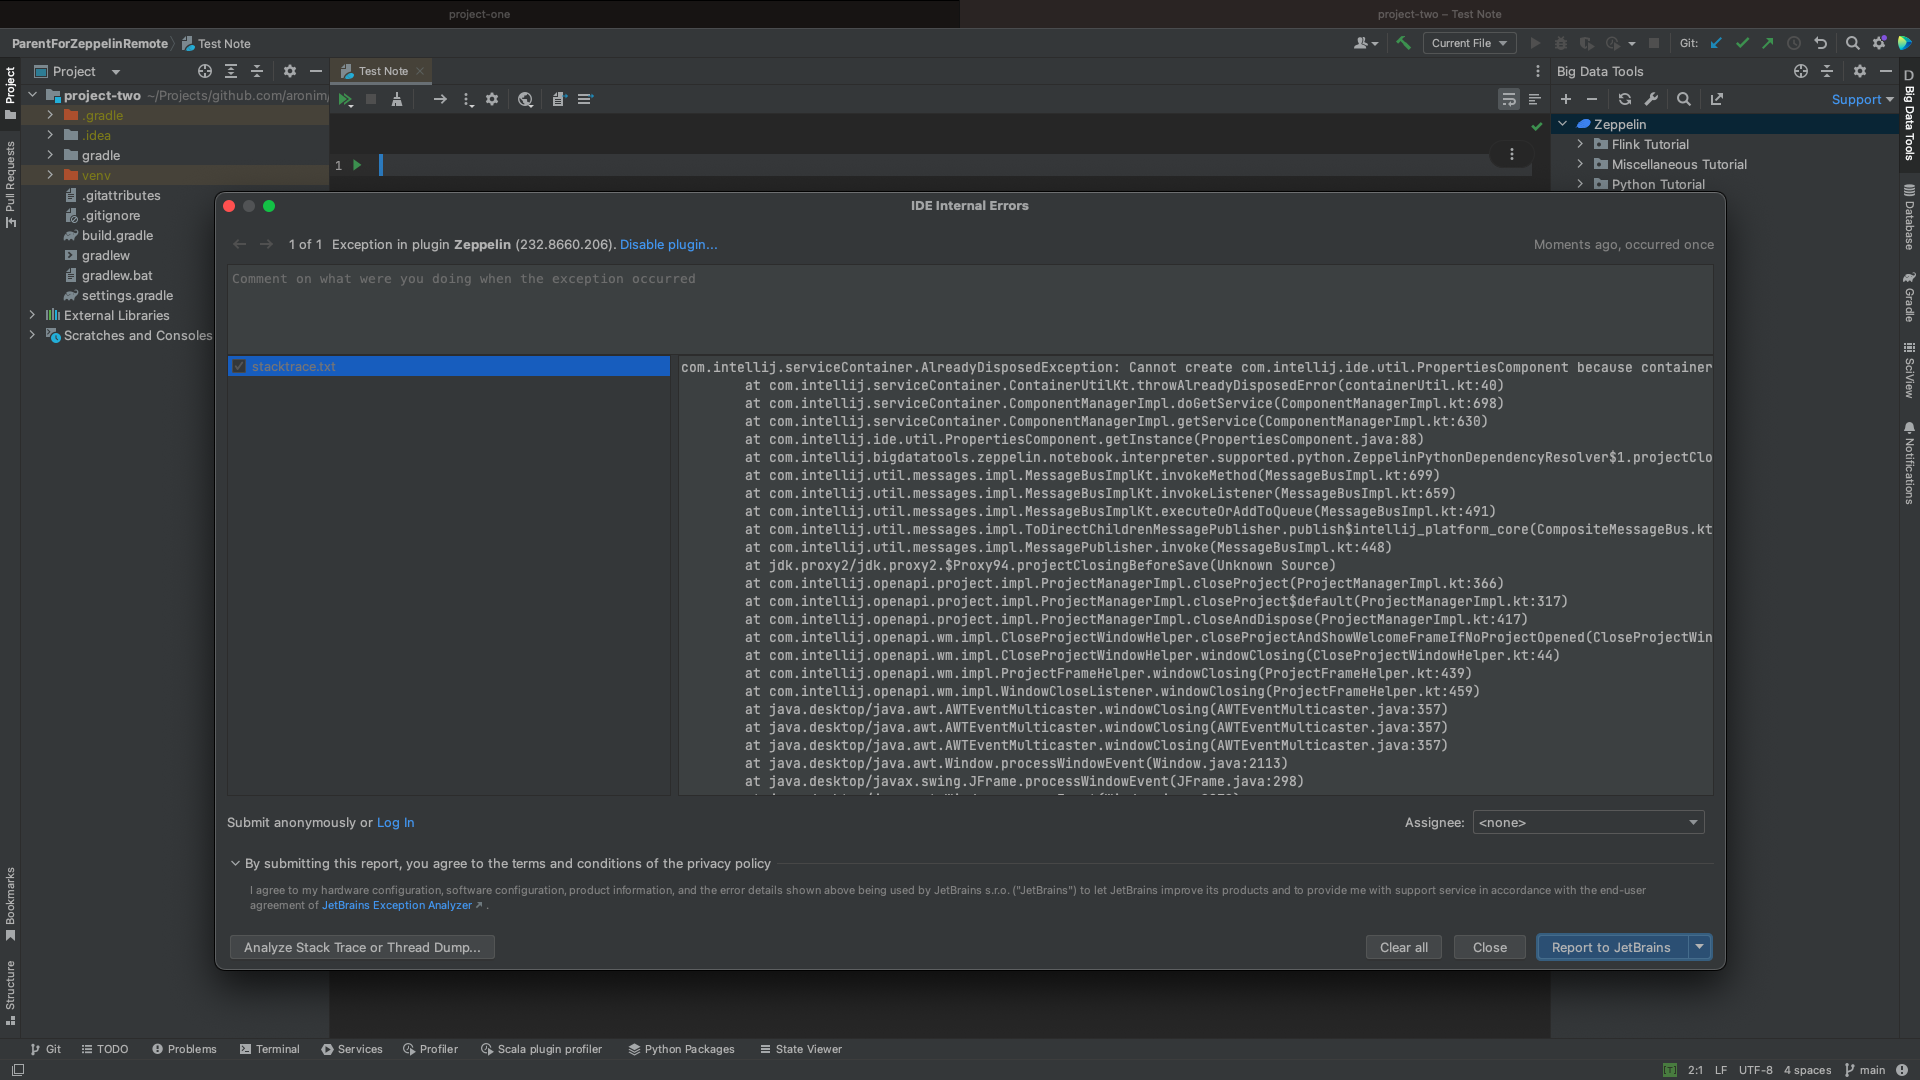 project-one
project-two – Test Note
ParentForZeppelinRemote
Test Note
Current File
Git:
Project
Project
Pull Requests
Bookmarks
Structure
project-two ~/Projects/github.com/aronim/
.gradle
.idea
gradle
venv
.gitattributes
.gitignore
build.gradle
gradlew
gradlew.bat
settings.gradle
External Libraries
Scratches and Consoles
Test Note
1
Big Data Tools
Support
Zeppelin
Flink Tutorial
Miscellaneous Tutorial
Python Tutorial
D
Big Data Tools
Database
Gradle
SciView
Notifications
IDE Internal Errors
1 of 1 Exception in plugin Zeppelin (232.8660.206). Disable plugin...
Moments ago, occurred once
Comment on what were you doing when the exception occurred
stacktrace.txt
com.intellij.serviceContainer.AlreadyDisposedException: Cannot create com.intellij.ide.util.PropertiesComponent because container
at com.intellij.serviceContainer.ContainerUtilKt.throwAlreadyDisposedError(containerUtil.kt:40)
at com.intellij.serviceContainer.ComponentManagerImpl.doGetService(ComponentManagerImpl.kt:698)
at com.intellij.serviceContainer.ComponentManagerImpl.getService(ComponentManagerImpl.kt:630)
at com.intellij.ide.util.PropertiesComponent.getInstance(PropertiesComponent.java:88)
at com.intellij.bigdatatools.zeppelin.notebook.interpreter.supported.python.ZeppelinPythonDependencyResolver$1.projectClo
at com.intellij.util.messages.impl.MessageBusImplKt.invokeMethod(MessageBusImpl.kt:699)
at com.intellij.util.messages.impl.MessageBusImplKt.invokeListener(MessageBusImpl.kt:659)
at com.intellij.util.messages.impl.MessageBusImplKt.executeOrAddToQueue(MessageBusImpl.kt:491)
at com.intellij.util.messages.impl.ToDirectChildrenMessagePublisher.publish$intellij_platform_core(CompositeMessageBus.kt
at com.intellij.util.messages.impl.MessagePublisher.invoke(MessageBusImpl.kt:448)
at jdk.proxy2/jdk.proxy2.$Proxy94.projectClosingBeforeSave(Unknown Source)
at com.intellij.openapi.project.impl.ProjectManagerImpl.closeProject(ProjectManagerImpl.kt:366)
at com.intellij.openapi.project.impl.ProjectManagerImpl.closeProject$default(ProjectManagerImpl.kt:317)
at com.intellij.openapi.project.impl.ProjectManagerImpl.closeAndDispose(ProjectManagerImpl.kt:417)
at com.intellij.openapi.wm.impl.CloseProjectWindowHelper.closeProjectAndShowWelcomeFrameIfNoProjectOpened(CloseProjectWin
at com.intellij.openapi.wm.impl.CloseProjectWindowHelper.windowClosing(CloseProjectWindowHelper.kt:44)
at com.intellij.openapi.wm.impl.ProjectFrameHelper.windowClosing(ProjectFrameHelper.kt:439)
at com.intellij.openapi.wm.impl.WindowCloseListener.windowClosing(ProjectFrameHelper.kt:459)
at java.desktop/java.awt.AWTEventMulticaster.windowClosing(AWTEventMulticaster.java:357)
at java.desktop/java.awt.AWTEventMulticaster.windowClosing(AWTEventMulticaster.java:357)
at java.desktop/java.awt.AWTEventMulticaster.windowClosing(AWTEventMulticaster.java:357)
at java.desktop/java.awt.Window.processWindowEvent(Window.java:2113)
at java.desktop/javax.swing.JFrame.processWindowEvent(JFrame.java:298)
Submit anonymously or Log In
Assignee: <none>
By submitting this report, you agree to the terms and conditions of the privacy policy
I agree to my hardware configuration, software configuration, product information, and the error details shown above being used by JetBrains s.r.o. ("JetBrains") to let JetBrains improve its products and to provide me with support service in accordance with the end-user
agreement of JetBrains Exception Analyzer ↗ .
Analyze Stack Trace or Thread Dump...
Clear all
Close
Report to JetBrains
Git
TODO
Problems
Terminal
Services
Profiler
Scala plugin profiler
Python Packages
State Viewer
[T]
2:1
LF
UTF-8
4 spaces
main